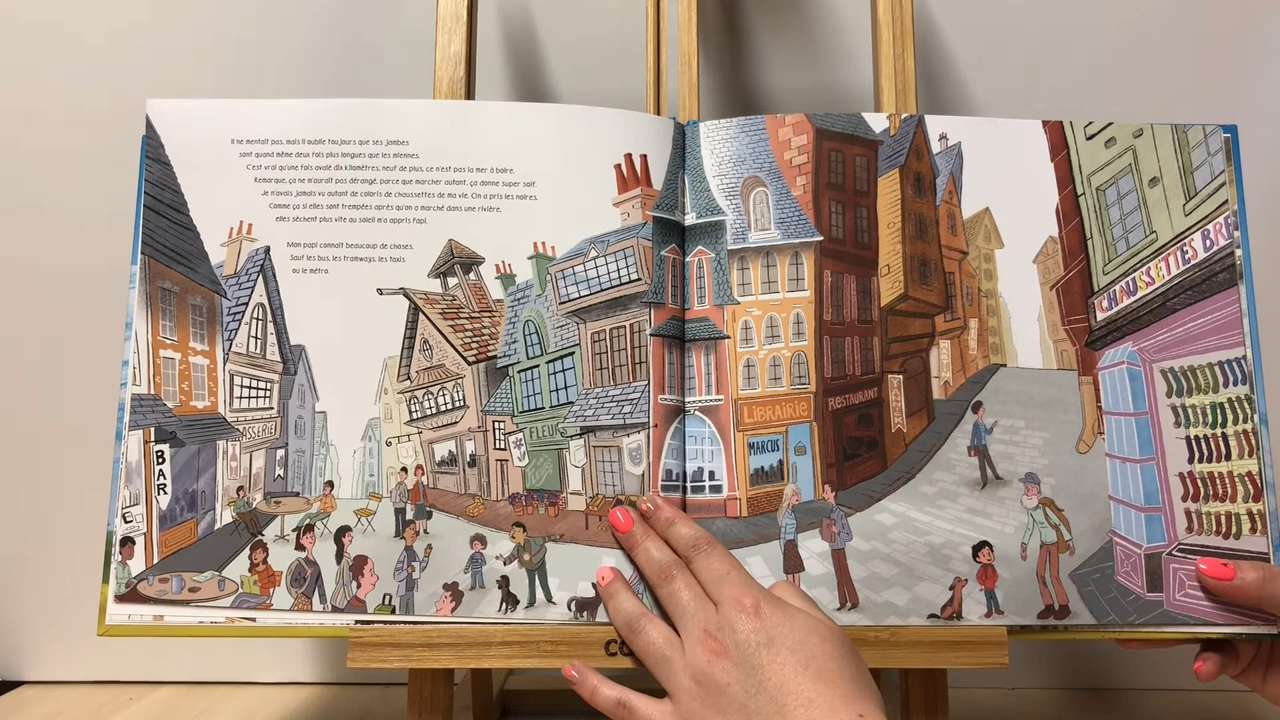 Il ne mentait pas, mais il oublie toujours que ses jambes
sont quand même deux fois plus longues que les miennes.
C'est vrai qu'une fois avalé dix kilomètres, neuf de plus, ce n'est pas la mer à boire.
Remarque, ça ne m'aurait pas dérangé, parce que marcher autant, ça donne super soif.
Je n'avais jamais vu autant de coloris de chaussettes de ma vie. On a pris les noires.
Comme ça si elles sont trempées après qu'on a marché dans une rivière,
elles sèchent plus vite au soleil m'a appris Papi.
Mon papi connaît beaucoup de choses.
Sauf les bus, les tramways, les taxis
ou le métro.
BAR
ASSERIE
FLEUR
LIBRAIRIE
MARCUS
RESTAURANT
CHAUSSETTES BRE
CO